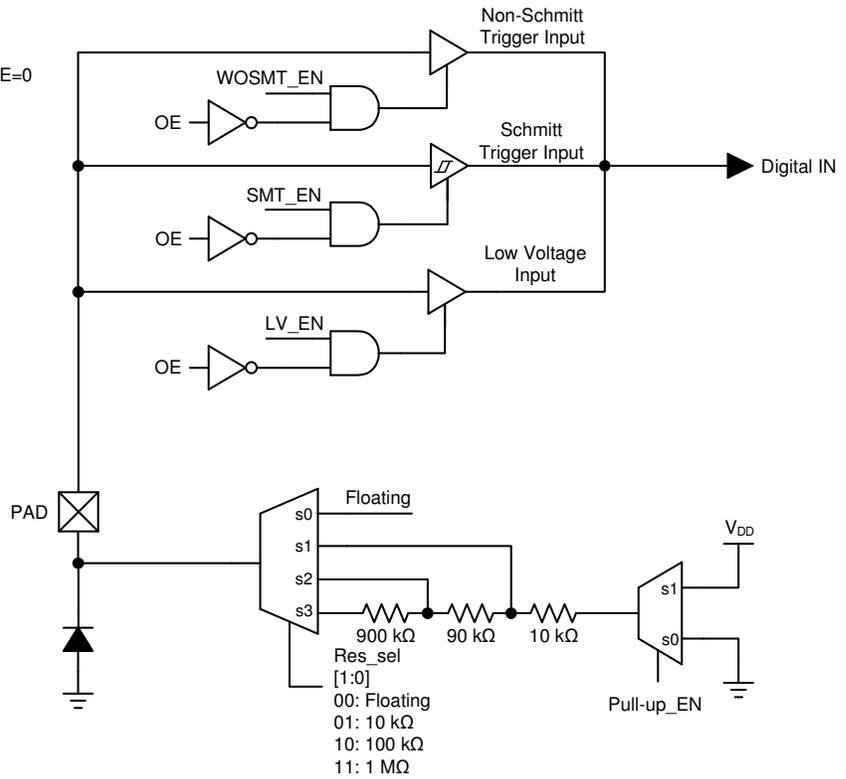 Non-Schmitt
Trigger Input
E=0
WOSMT_EN
OE
Schmitt
Trigger Input
Digital IN
SMT_EN
OE
Low Voltage
Input
LV_EN
OE
PAD
Floating
s0
s1
s2
s3
900 kΩ
90 kΩ
10 kΩ
VDD
s1
s0
Pull-up_EN
Res_sel
[1:0]
00: Floating
01: 10 kΩ
10: 100 kΩ
11: 1 MΩ